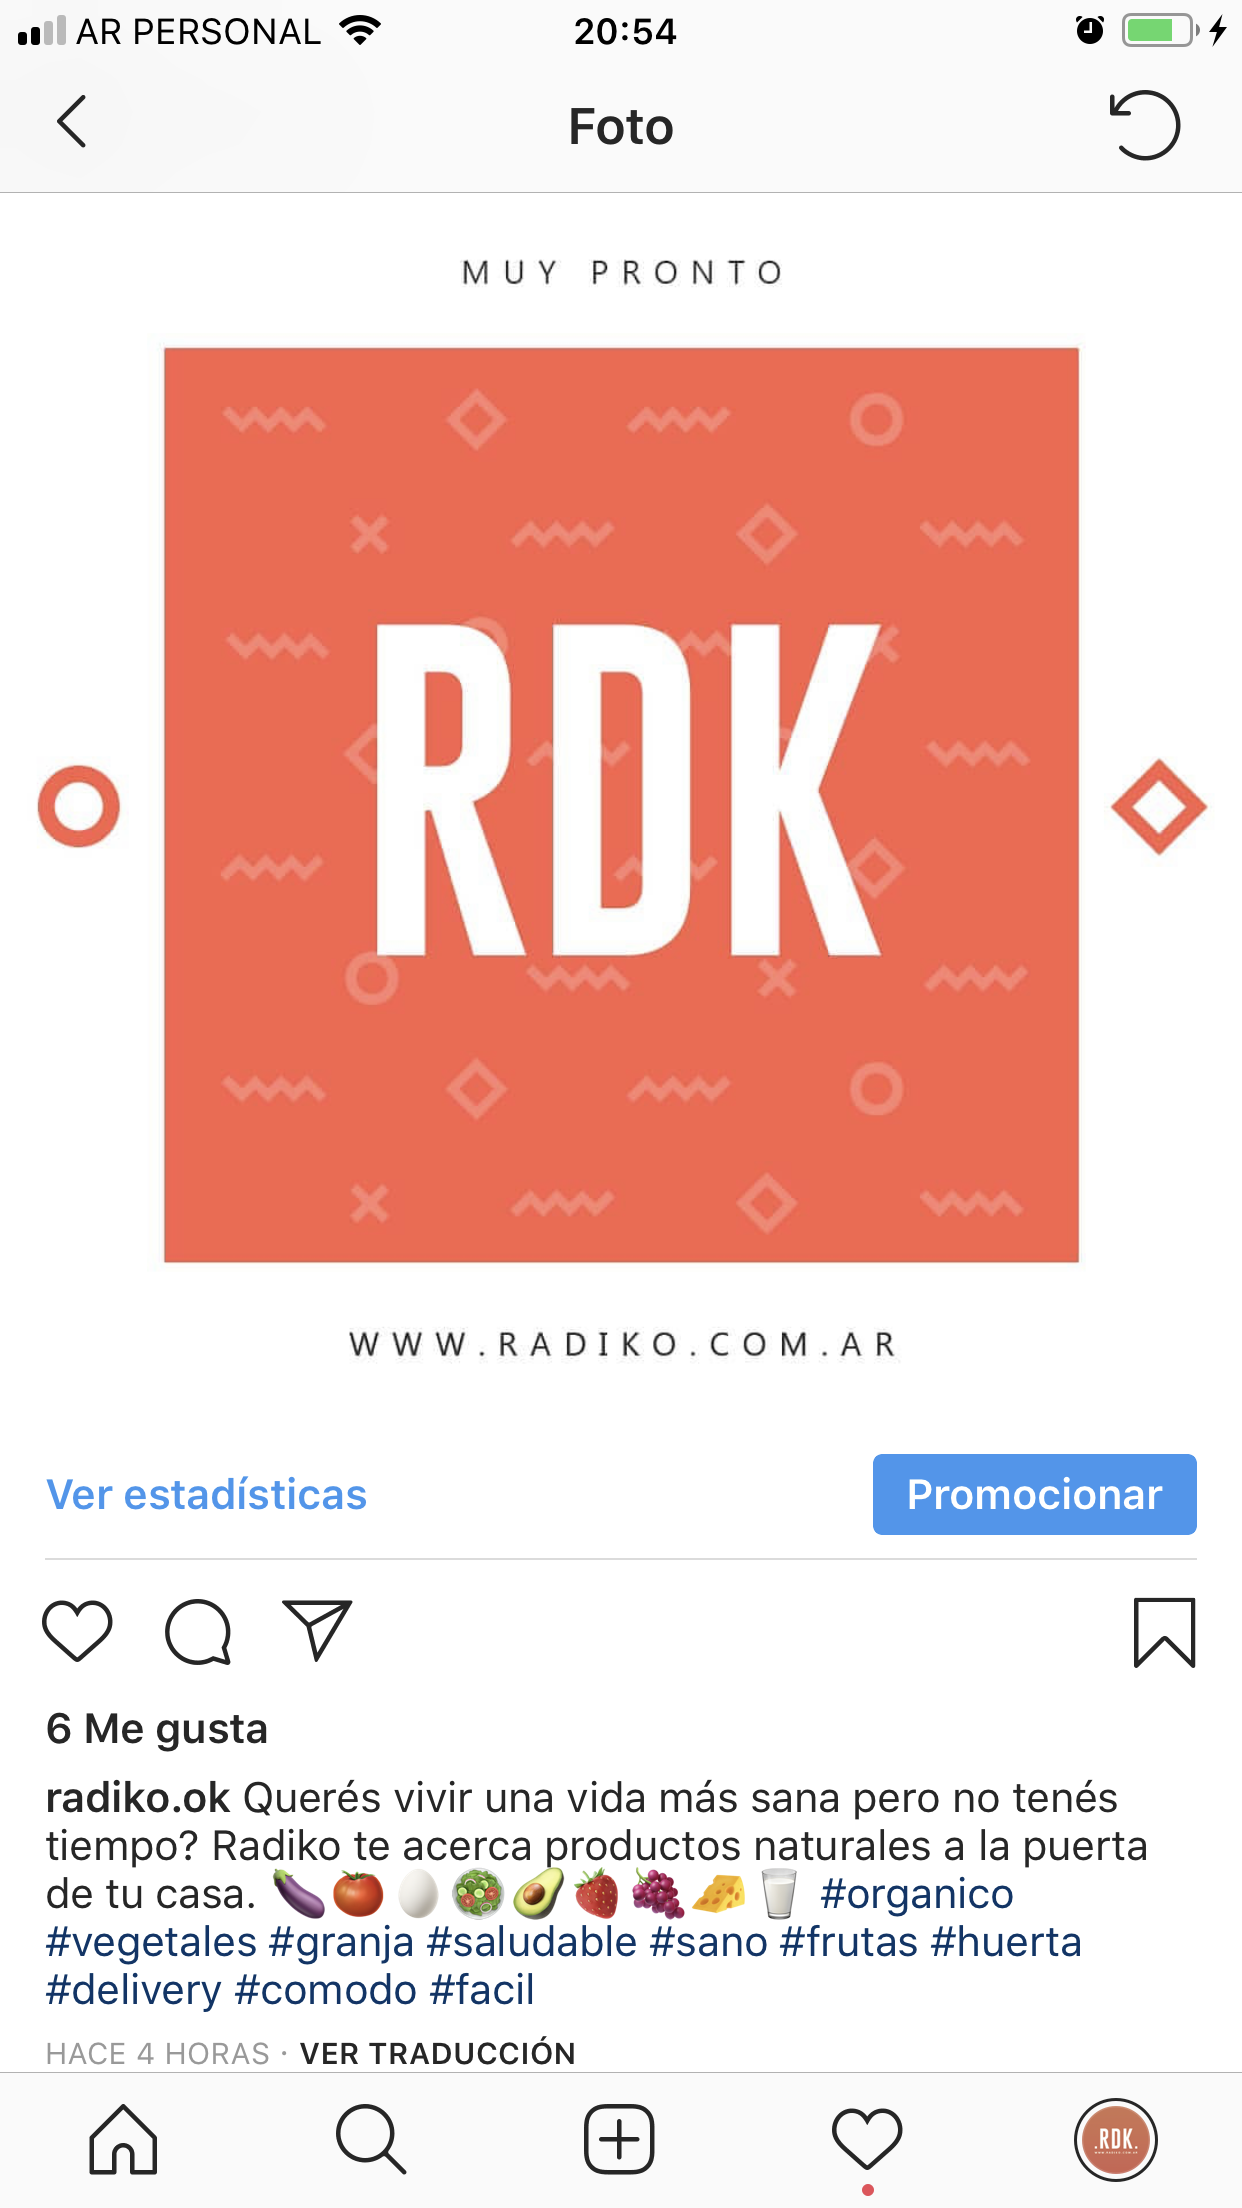 AR PERSONAL 20:54
Foto
MUY PRONTO
RDK
WWW.RADIKO.COM.AR
Ver estadísticas Promocionar
6 Me gusta
radiko.ok Querés vivir una vida más sana pero no tenés
tiempo? Radiko te acerca productos naturales a la puerta
de tu casa. 🍆🍅🥚🥗🥑🍓🍇🧀🥛 #organico
#vegetales #granja #saludable #sano #frutas #huerta
#delivery #comodo #facil
HACE 4 HORAS · VER TRADUCCIÓN
.RDK.